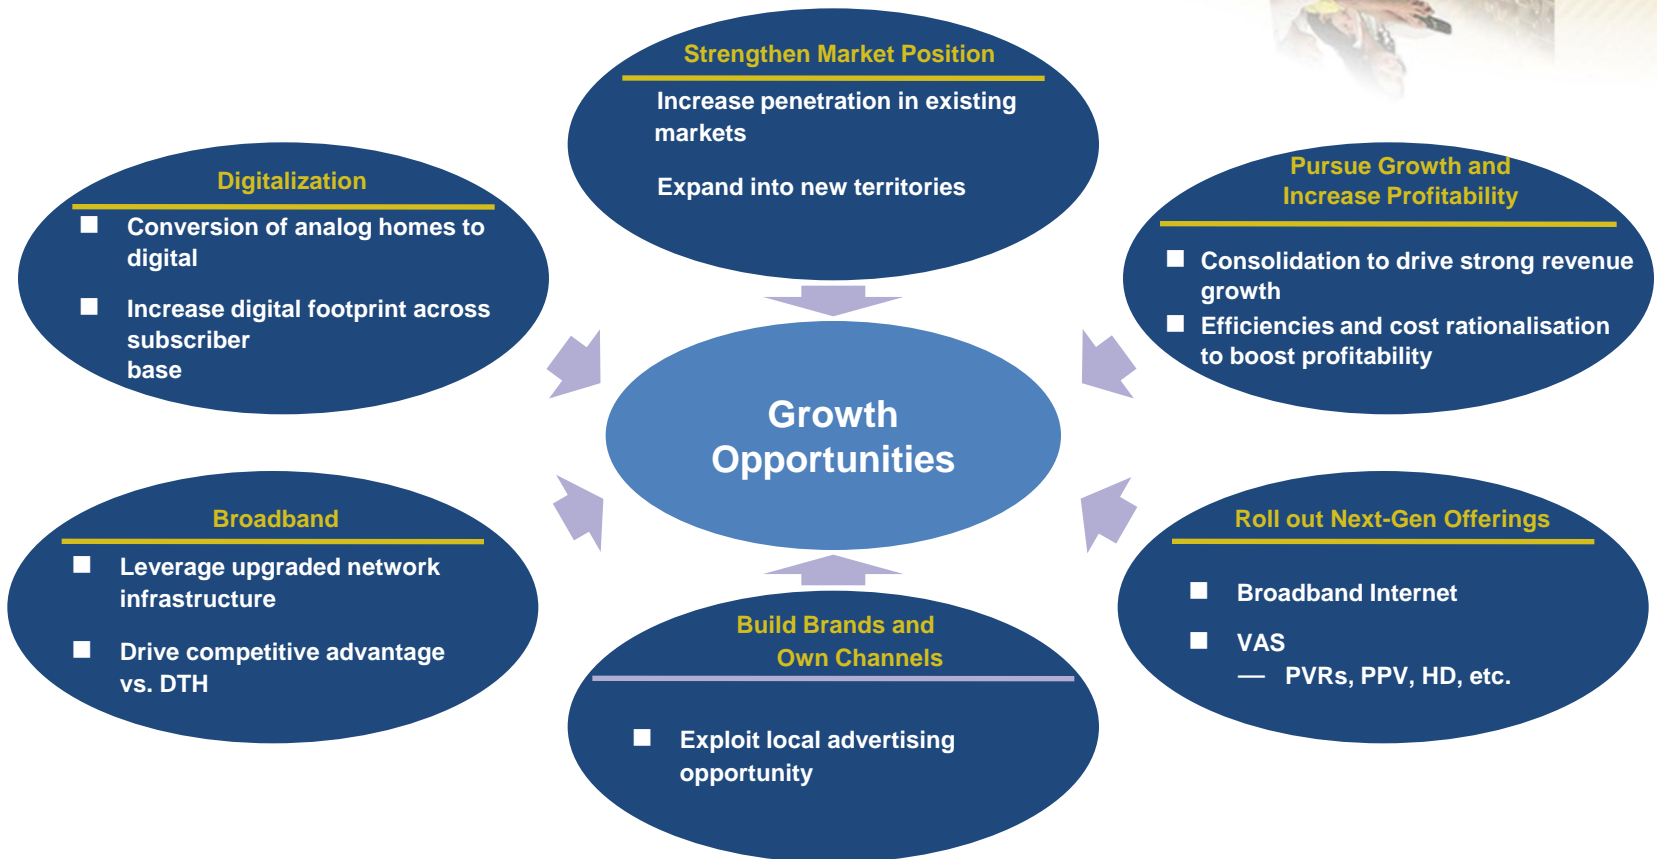 Strengthen Market Position
Increase penetration in existing
markets
Expand into new territories
Digitalization
■ Conversion of analog homes to
digital
■ Increase digital footprint across
subscriber
base
Pursue Growth and
Increase Profitability
■ Consolidation to drive strong revenue
growth
■ Efficiencies and cost rationalisation
to boost profitability
Growth
Opportunities
Broadband
■ Leverage upgraded network
infrastructure
■ Drive competitive advantage
vs. DTH
Build Brands and
Own Channels
■ Exploit local advertising
opportunity
Roll out Next-Gen Offerings
■ Broadband Internet
■ VAS
— PVRs, PPV, HD, etc.